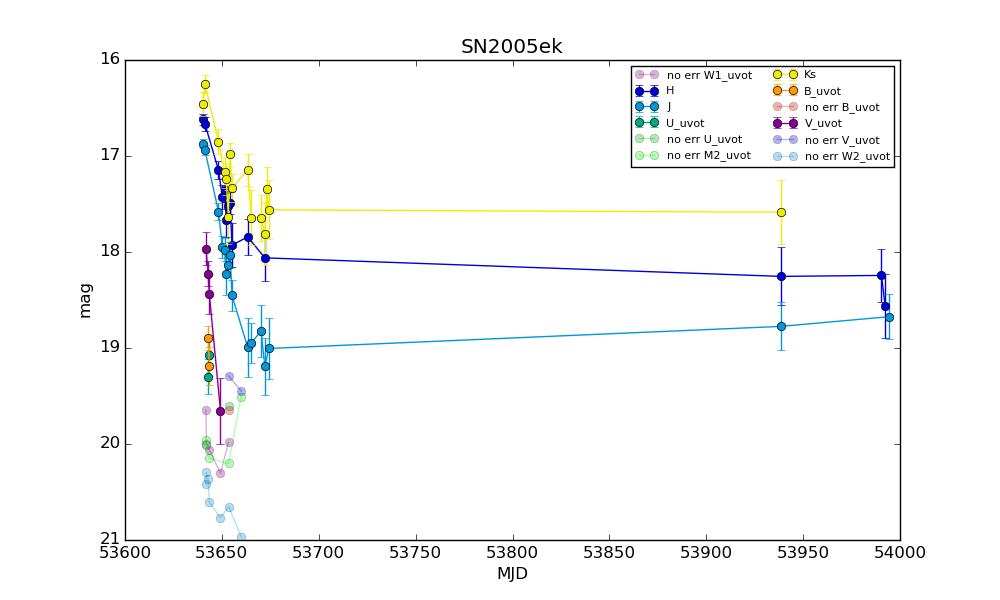 SN2005ek
16
17
18
19
20
21
mag
no err W1_uvot
H
J
U_uvot
no err U_uvot
no err M2_uvot
Ks
B_uvot
no err B_uvot
V_uvot
no err V_uvot
no err W2_uvot
53600 53650 53700 53750 53800 53850 53900 53950 54000
MJD